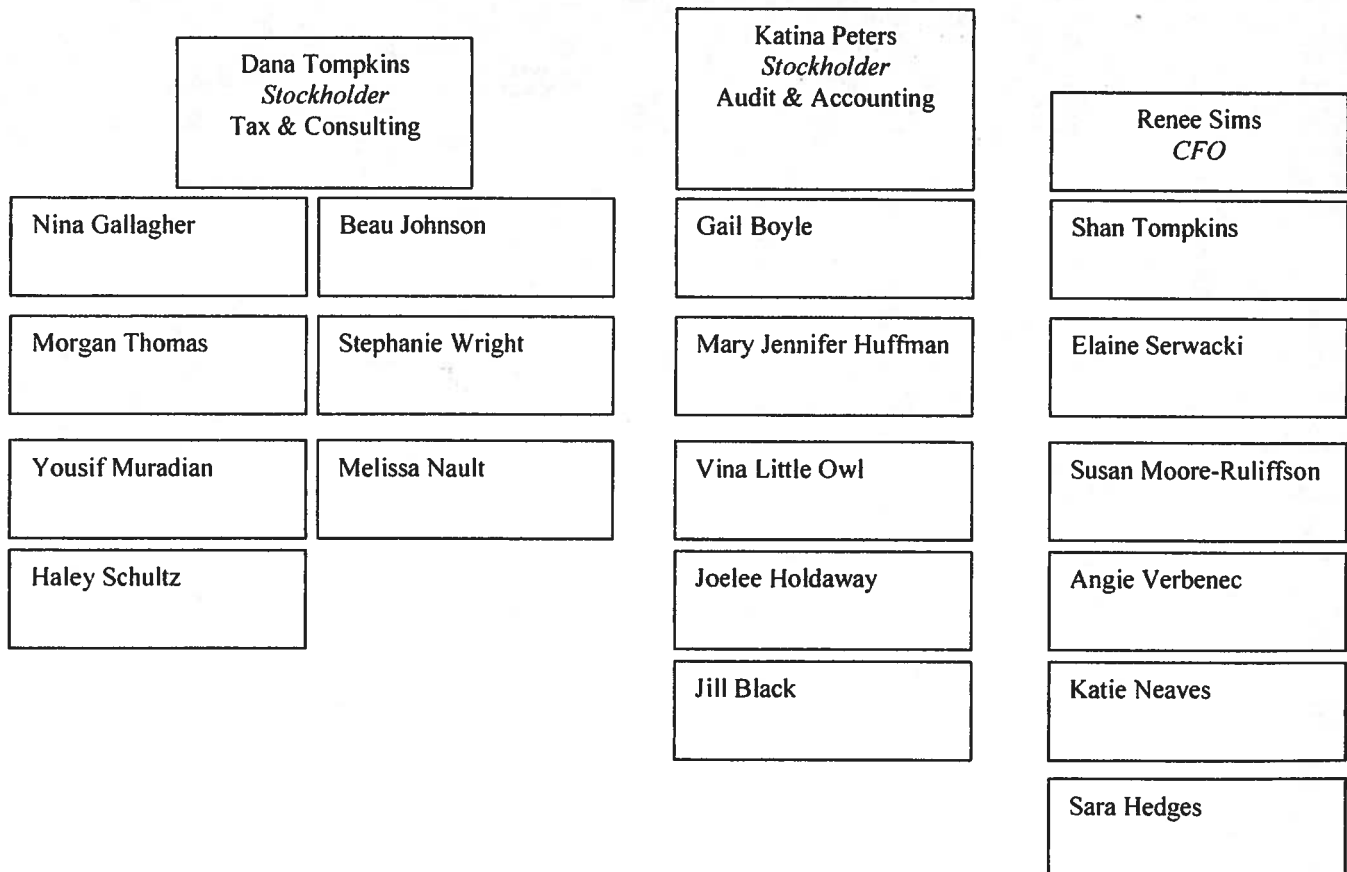 Dana Tompkins
Stockholder
Tax & Consulting
Nina Gallagher
Beau Johnson
Morgan Thomas
Stephanie Wright
Yousif Muradian
Melissa Nault
Haley Schultz
Katina Peters
Stockholder
Audit & Accounting
Gail Boyle
Mary Jennifer Huffman
Vina Little Owl
Joelee Holdaway
Jill Black
Renee Sims
CFO
Shan Tompkins
Elaine Serwacki
Susan Moore-Ruliffson
Angie Verbenec
Katie Neaves
Sara Hedges